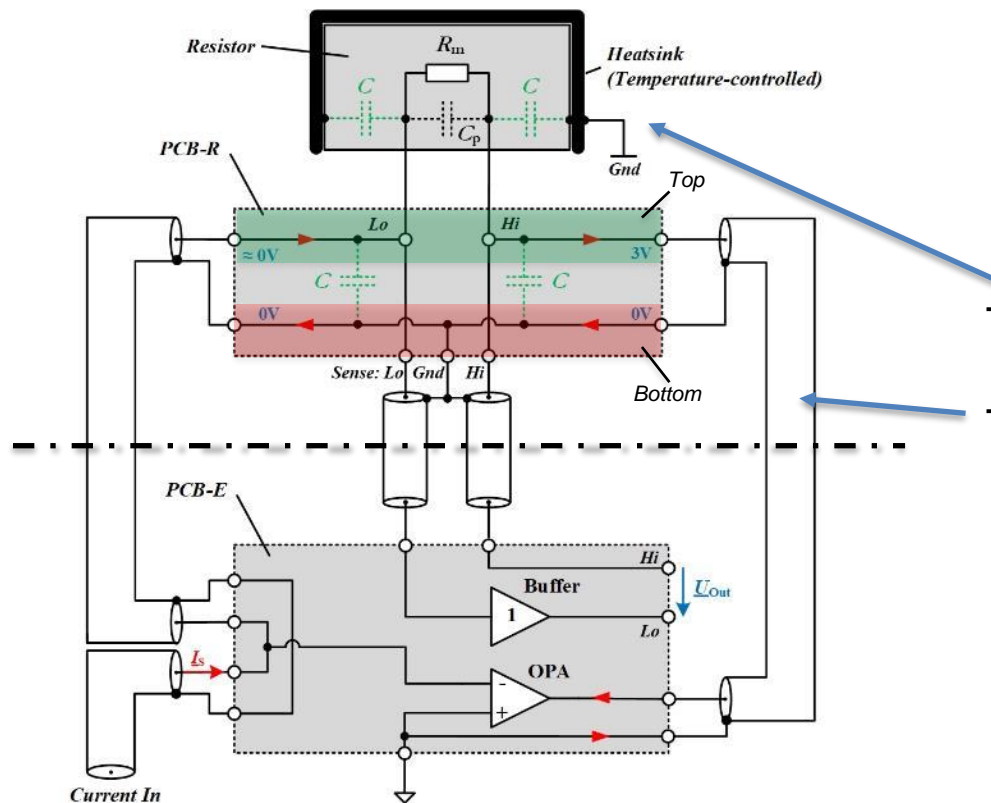 Resistor
Rm
Heatsink
(Temperature-controlled)
C
C
Cp
Gnd
PCB-R
Top
Lo
Hi
≈ 0V
3V
C
C
0V
0V
Sense: Lo Gnd Hi
Bottom
PCB-E
Hi
Buffer
1
UOut
Lo
IS
OPA
-
+
Current In